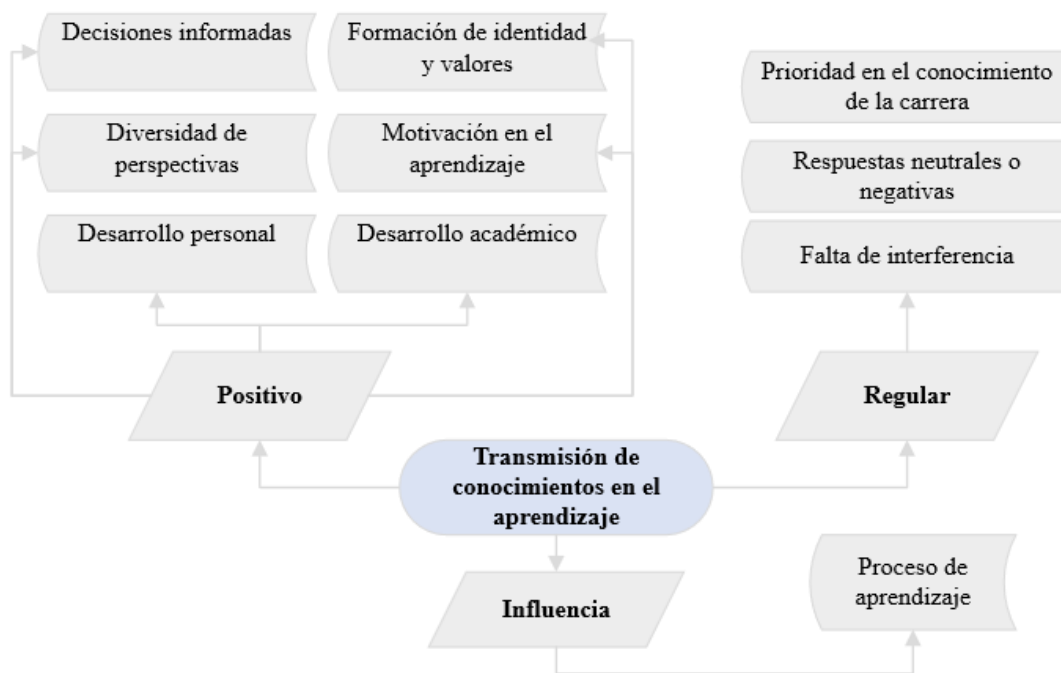 Decisiones informadas
Formación de identidad
y valores
Prioridad en el conocimiento
de la carrera
Diversidad de
perspectivas
Motivación en el
aprendizaje
Respuestas neutrales o
negativas
Desarrollo personal
Desarrollo académico
Falta de interferencia
Positivo
Regular
Transmisión de
conocimientos en el
aprendizaje
Influencia
Proceso de
aprendizaje